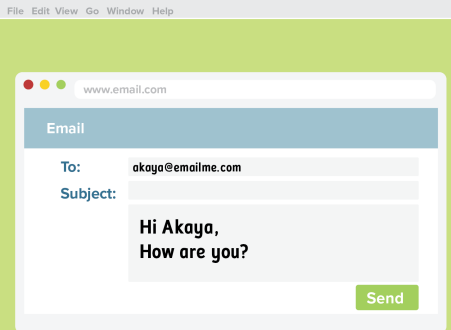 File Edit View Go Window Help
www.email.com
Email
To: akaya@emailme.com
Subject:
Hi Akaya,
How are you?
Send